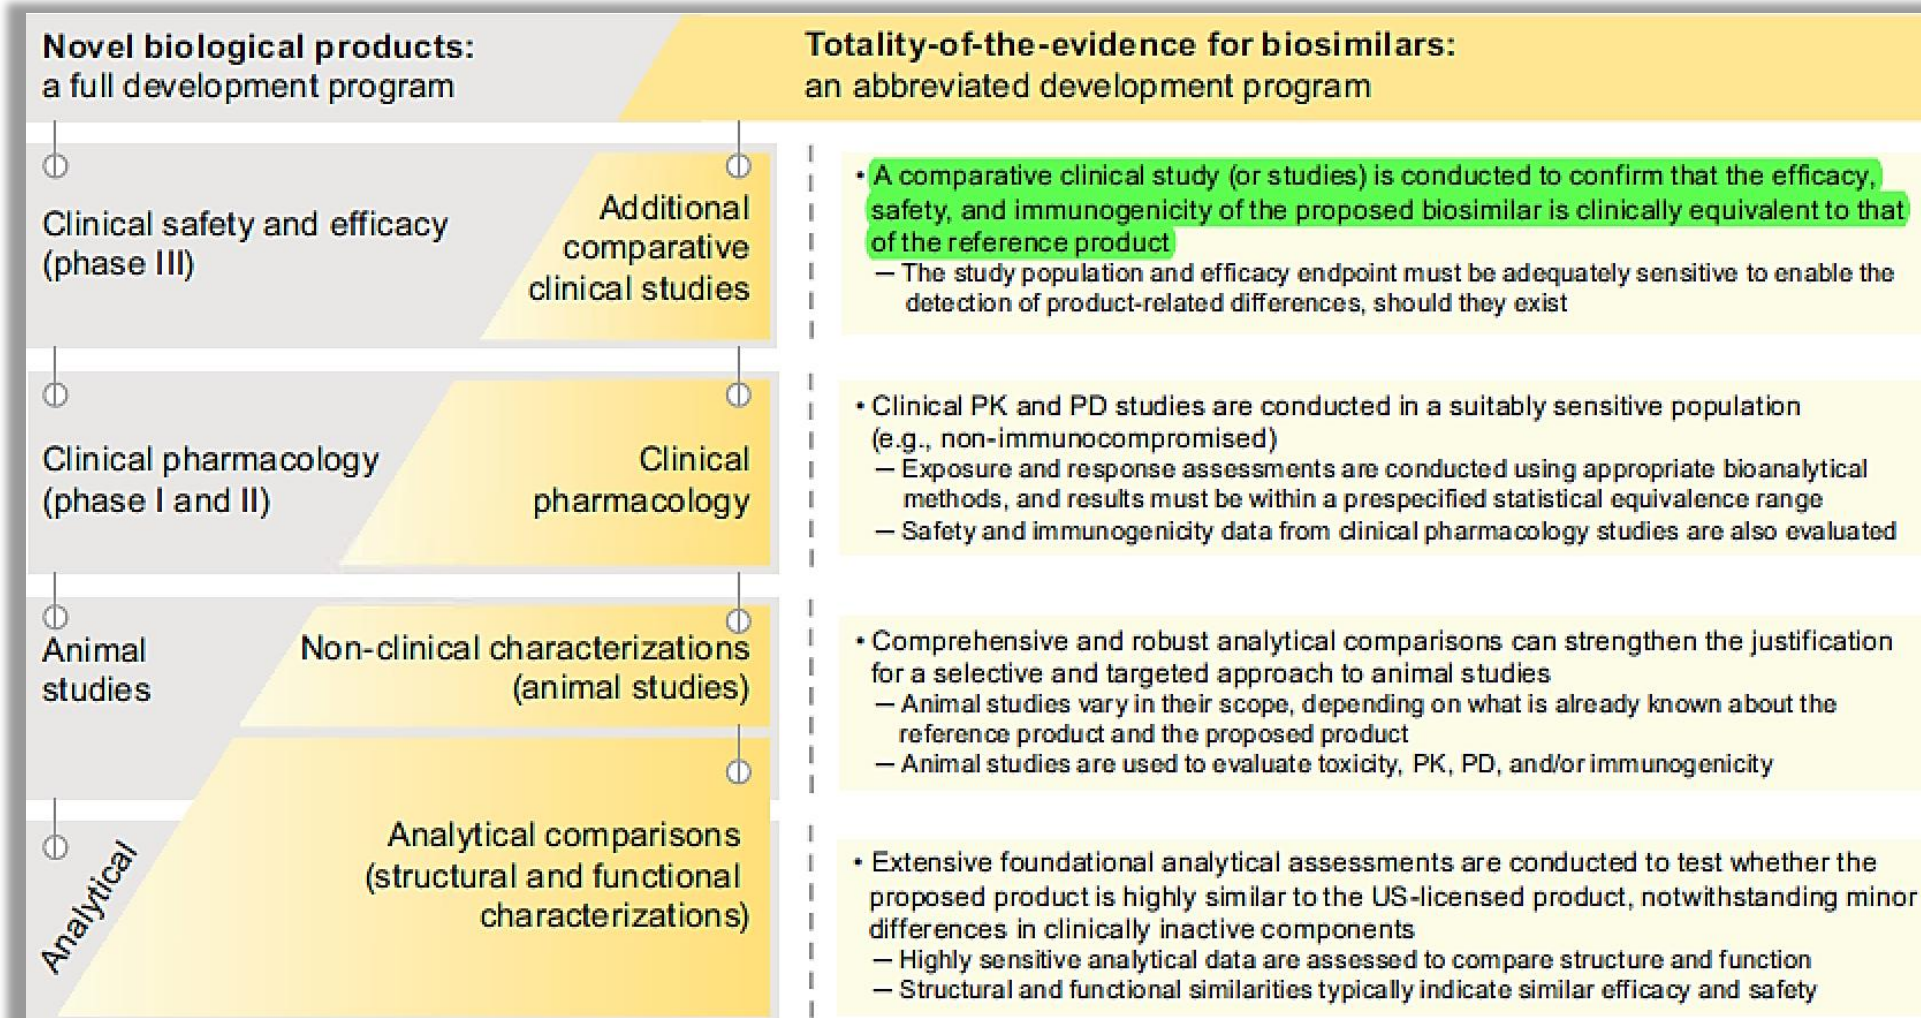 Novel biological products:
a full development program
Totality-of-the-evidence for biosimilars:
an abbreviated development program
Clinical safety and efficacy
(phase III)
Additional
comparative
clinical studies
• A comparative clinical study (or studies) is conducted to confirm that the efficacy,
safety, and immunogenicity of the proposed biosimilar is clinically equivalent to that
of the reference product
— The study population and efficacy endpoint must be adequately sensitive to enable the
detection of product-related differences, should they exist
Clinical pharmacology
(phase I and II)
Clinical
pharmacology
• Clinical PK and PD studies are conducted in a suitably sensitive population
(e.g., non-immunocompromised)
— Exposure and response assessments are conducted using appropriate bioanalytical
methods, and results must be within a prespecified statistical equivalence range
— Safety and immunogenicity data from clinical pharmacology studies are also evaluated
Animal
studies
Non-clinical characterizations
(animal studies)
• Comprehensive and robust analytical comparisons can strengthen the justification
for a selective and targeted approach to animal studies
— Animal studies vary in their scope, depending on what is already known about the
reference product and the proposed product
— Animal studies are used to evaluate toxicity, PK, PD, and/or immunogenicity
Analytical
Analytical comparisons
(structural and functional
characterizations)
• Extensive foundational analytical assessments are conducted to test whether the
proposed product is highly similar to the US-licensed product, notwithstanding minor
differences in clinically inactive components
— Highly sensitive analytical data are assessed to compare structure and function
— Structural and functional similarities typically indicate similar efficacy and safety